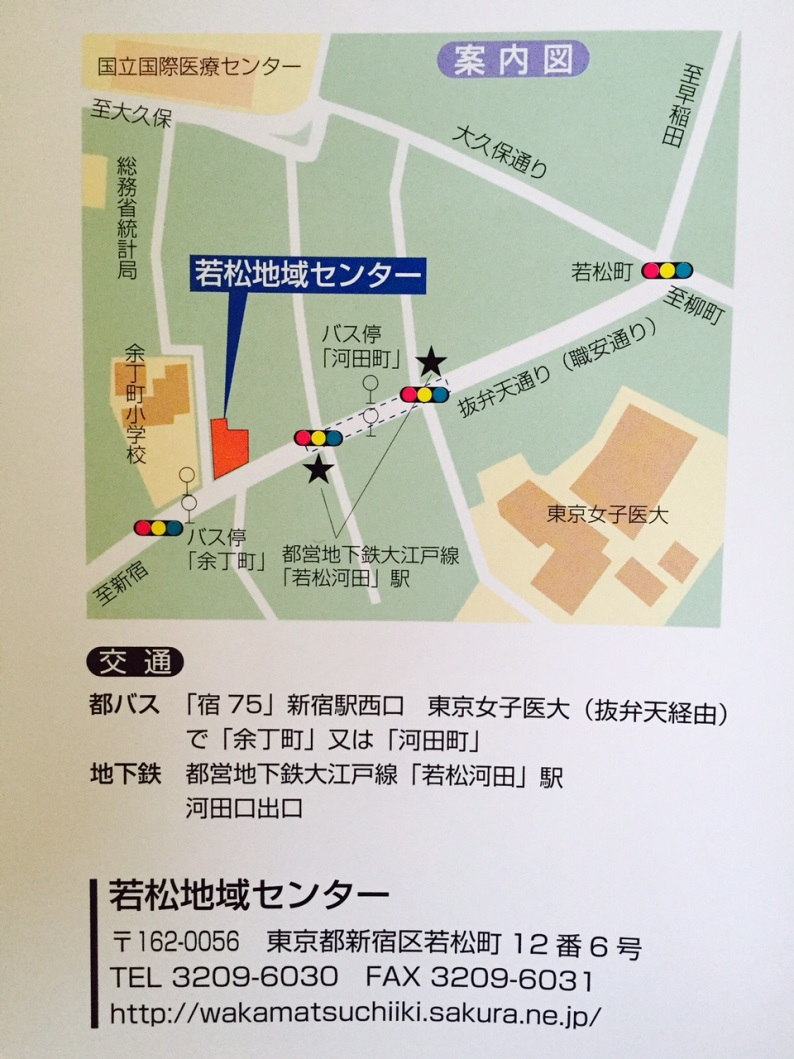 案内図
国立国際医療センター
至大久保
至早稲田
大久保通り
総務省統計局
若松地域センター
若松町
至柳町
バス停
「河田町」
抜弁天通り（職安通り）
余丁町小学校
東京女子医大
バス停
「余丁町」
都営地下鉄大江戸線
「若松河田」駅
至新宿
交通
都バス 「宿 75」新宿駅西口 東京女子医大（抜弁天経由）
で「余丁町」又は「河田町」
地下鉄 都営地下鉄大江戸線「若松河田」駅
河田口出口
若松地域センター
〒162-0056 東京都新宿区若松町 12 番 6 号
TEL 3209-6030 FAX 3209-6031
http://wakamatsuchiiki.sakura.ne.jp/